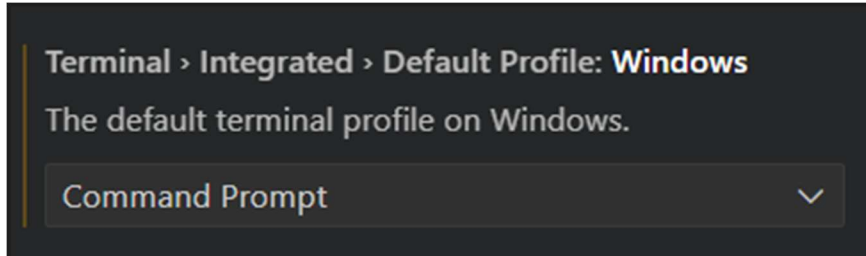 Terminal › Integrated › Default Profile: Windows
The default terminal profile on Windows.
Command Prompt